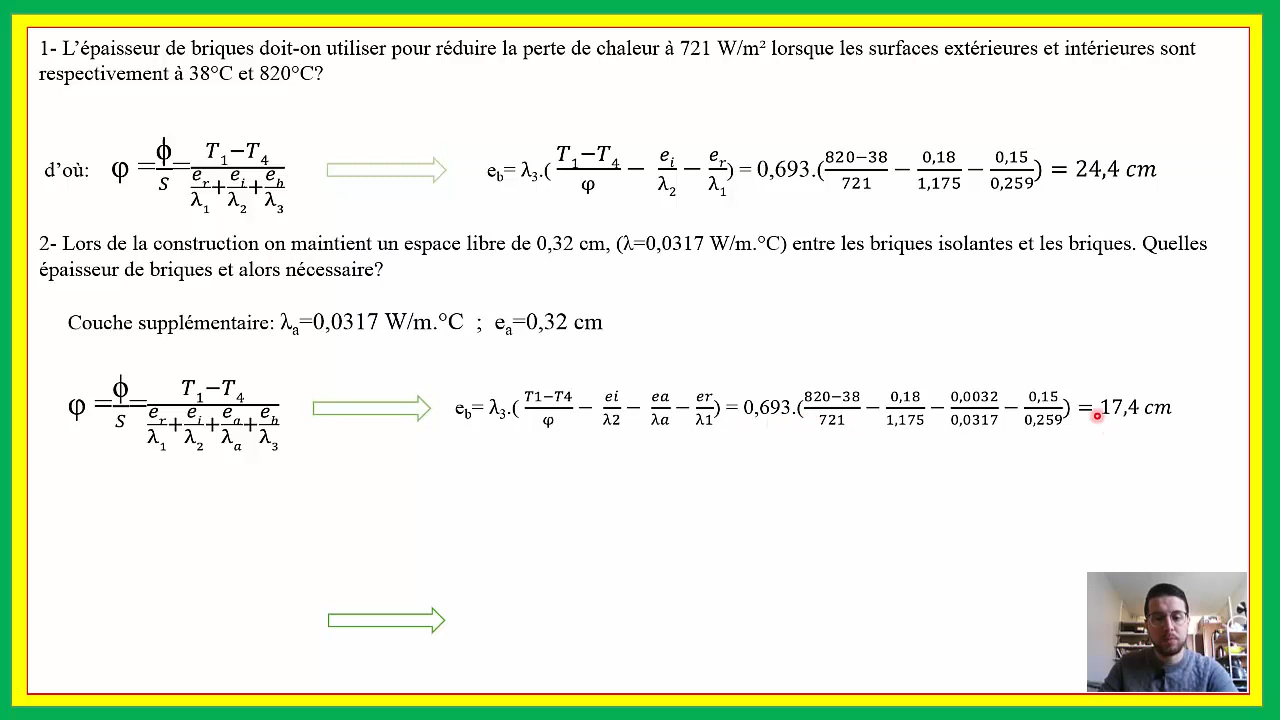 1- L’épaisseur de briques doit-on utiliser pour réduire la perte de chaleur à 721 W/m² lorsque les surfaces extérieures et intérieures sont
respectivement à 38°C et 820°C?
d’où: φ = ϕ/S = (T₁−T₄)/(eᵣ/λ₁ + eᵢ/λ₂ + e_b/λ₃)
e_b= λ₃.( (T₁−T₄)/φ − eᵢ/λ₂ − eᵣ/λ₁) = 0,693.((820−38)/721 − 0,18/1,175 − 0,15/0,259) = 24,4 cm
2- Lors de la construction on maintient un espace libre de 0,32 cm, (λ=0,0317 W/m.°C) entre les briques isolantes et les briques. Quelles
épaisseur de briques et alors nécessaire?
Couche supplémentaire: λₐ=0,0317 W/m.°C ; eₐ=0,32 cm
φ = ϕ/S = (T₁−T₄)/(eᵣ/λ₁ + eᵢ/λ₂ + eₐ/λₐ + e_b/λ₃)
e_b= λ₃.( (T1−T4)/φ − ei/λ2 − ea/λa − er/λ1) = 0,693.((820−38)/721 − 0,18/1,175 − 0,0032/0,0317 − 0,15/0,259) = 17,4 cm